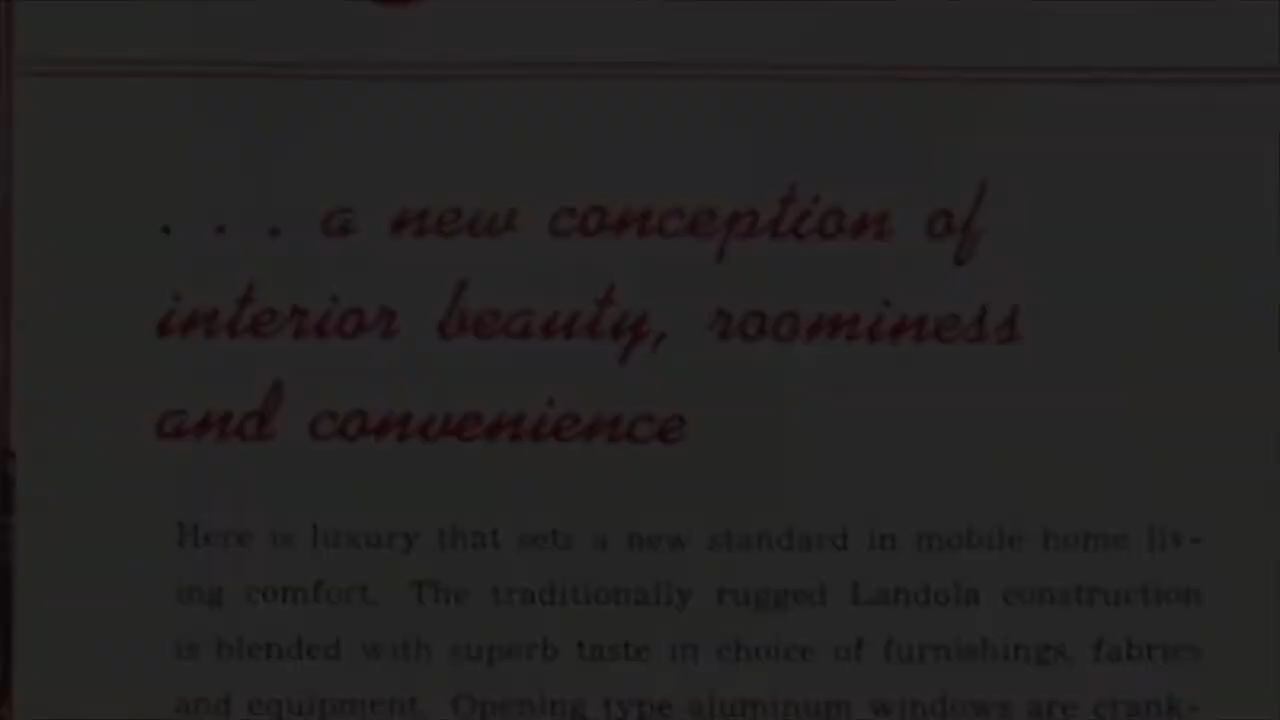 . . . a new conception of
interior beauty, roominess
and convenience
Here is luxury that sets a new standard in mobile home liv-
ing comfort. The traditionally rugged Landola construction
is blended with superb taste in choice of furnishings, fabrics
and equipment. Opening type aluminum windows are crank-